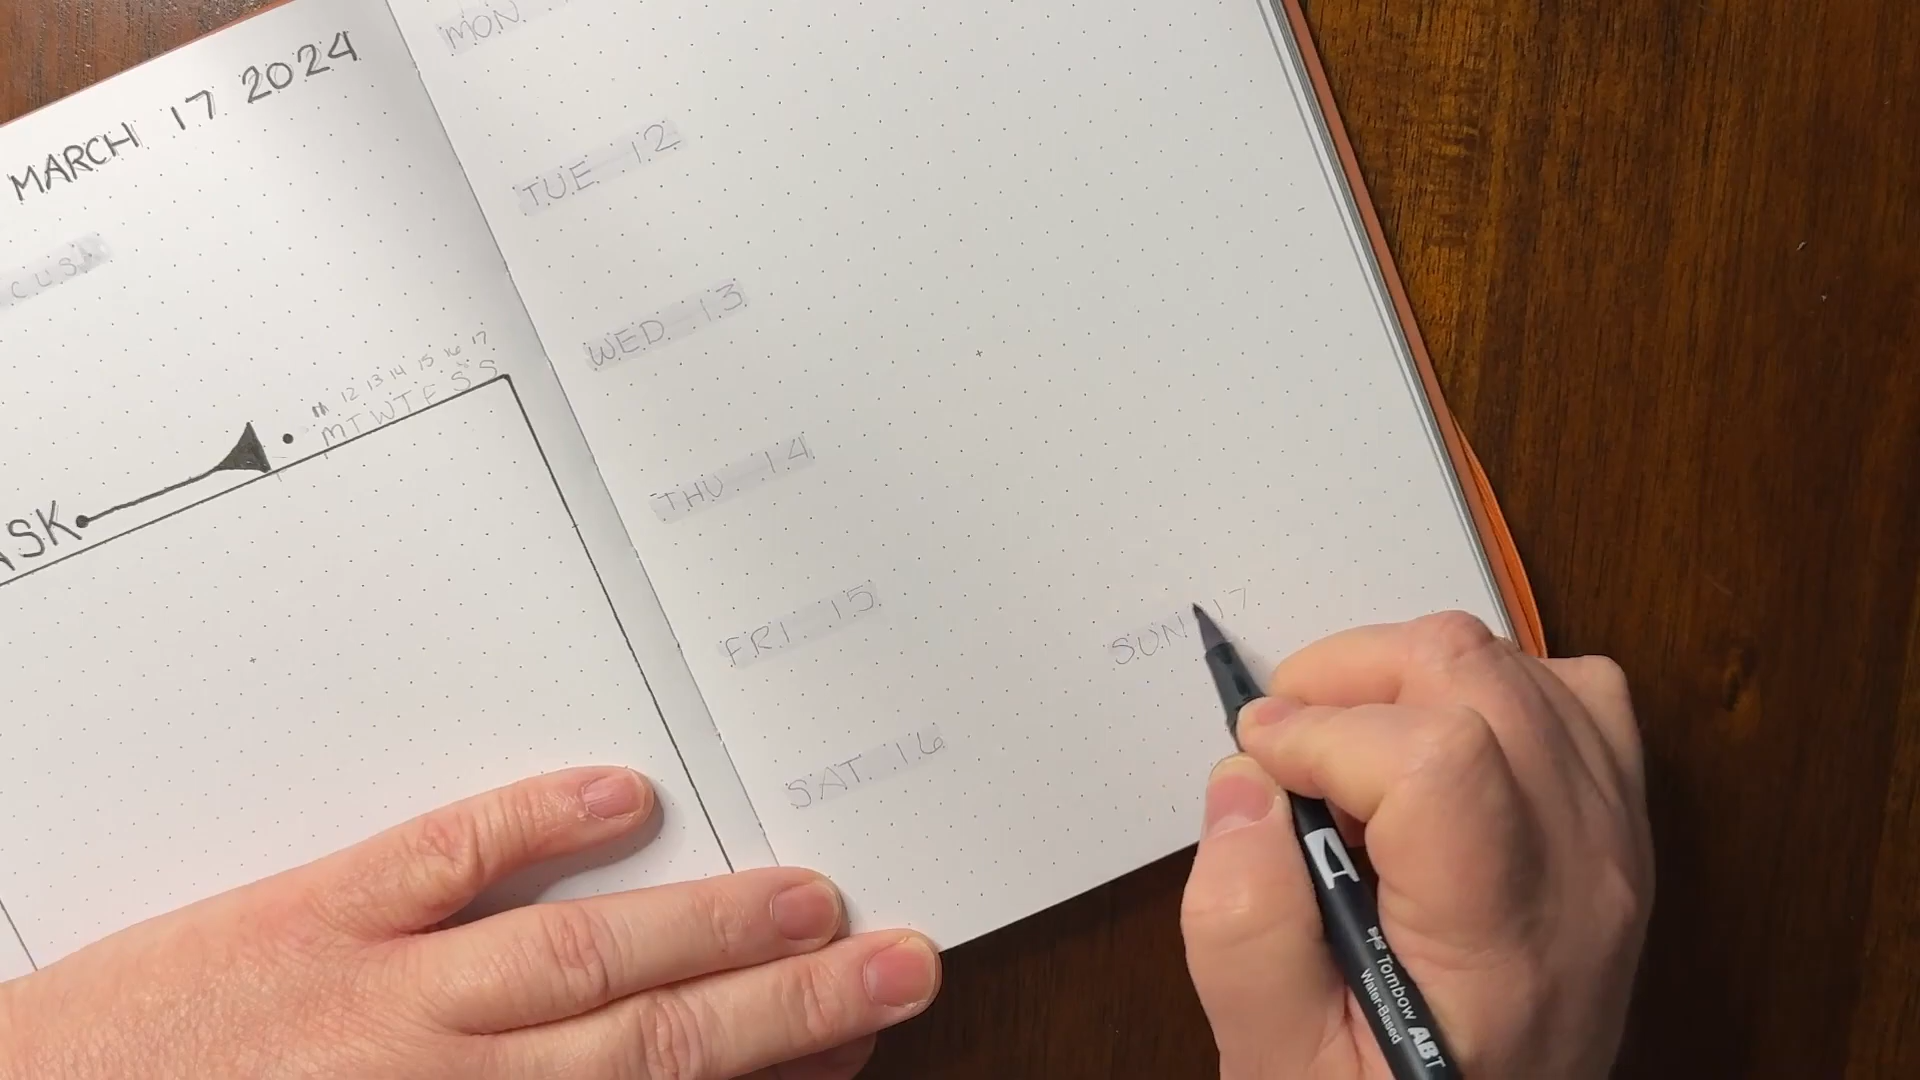 MARCH 17 2024
CUS
11 12 13 14 15 16 17
M T W T F S S
ASK
MON
TUE 12
WED 13
THU 14
FRI 15
SAT 16
SUN 17
Tombow ABT
Water-Based